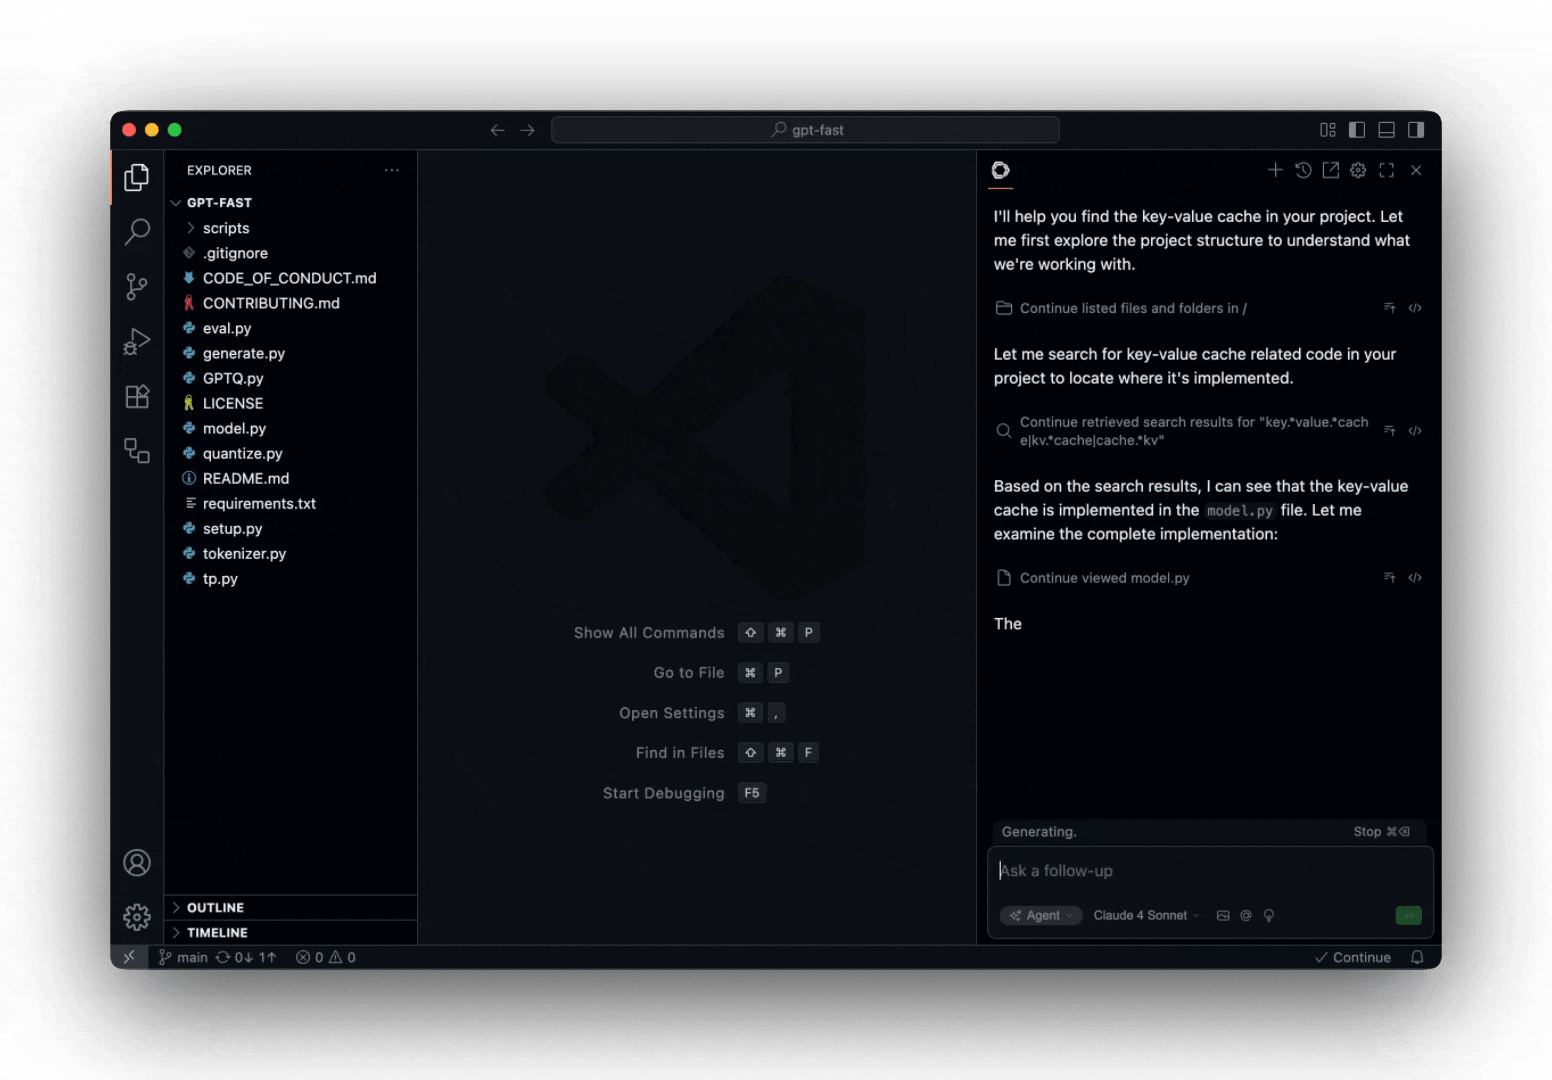 gpt-fast
EXPLORER
GPT-FAST
scripts
.gitignore
CODE_OF_CONDUCT.md
CONTRIBUTING.md
eval.py
generate.py
GPTQ.py
LICENSE
model.py
quantize.py
README.md
requirements.txt
setup.py
tokenizer.py
tp.py
OUTLINE
TIMELINE
Show All Commands ⇧ ⌘ P
Go to File ⌘ P
Open Settings ⌘ ,
Find in Files ⇧ ⌘ F
Start Debugging F5
I'll help you find the key-value cache in your project. Let
me first explore the project structure to understand what
we're working with.
Continue listed files and folders in /
Let me search for key-value cache related code in your
project to locate where it's implemented.
Continue retrieved search results for "key.*value.*cach
e|kv.*cache|cache.*kv"
Based on the search results, I can see that the key-value
cache is implemented in the model.py file. Let me
examine the complete implementation:
Continue viewed model.py
The
Generating.
Stop ⌘⌫
Ask a follow-up
Agent
Claude 4 Sonnet
main 0↓ 1↑ 0 0
Continue